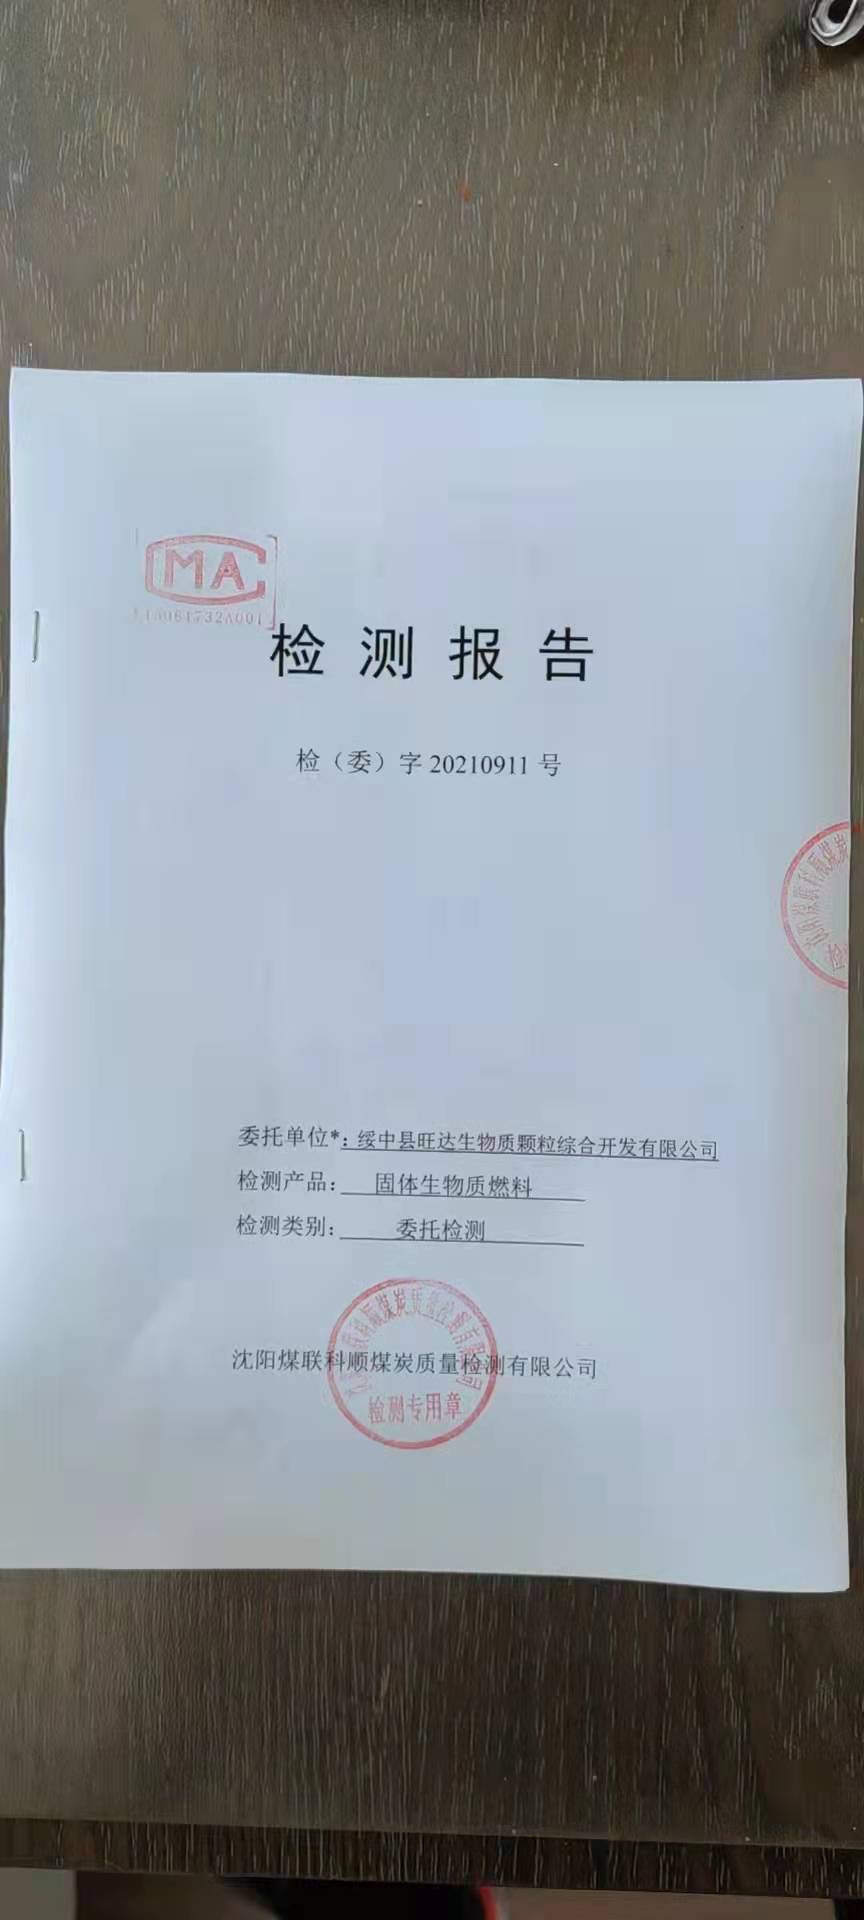 MA
检测报告
检（委）字 20210911 号
委托单位*：绥中县旺达生物质颗粒综合开发有限公司
检测产品：固体生物质燃料
检测类别：委托检测
沈阳煤联科顺煤炭质量检测有限公司
检测专用章